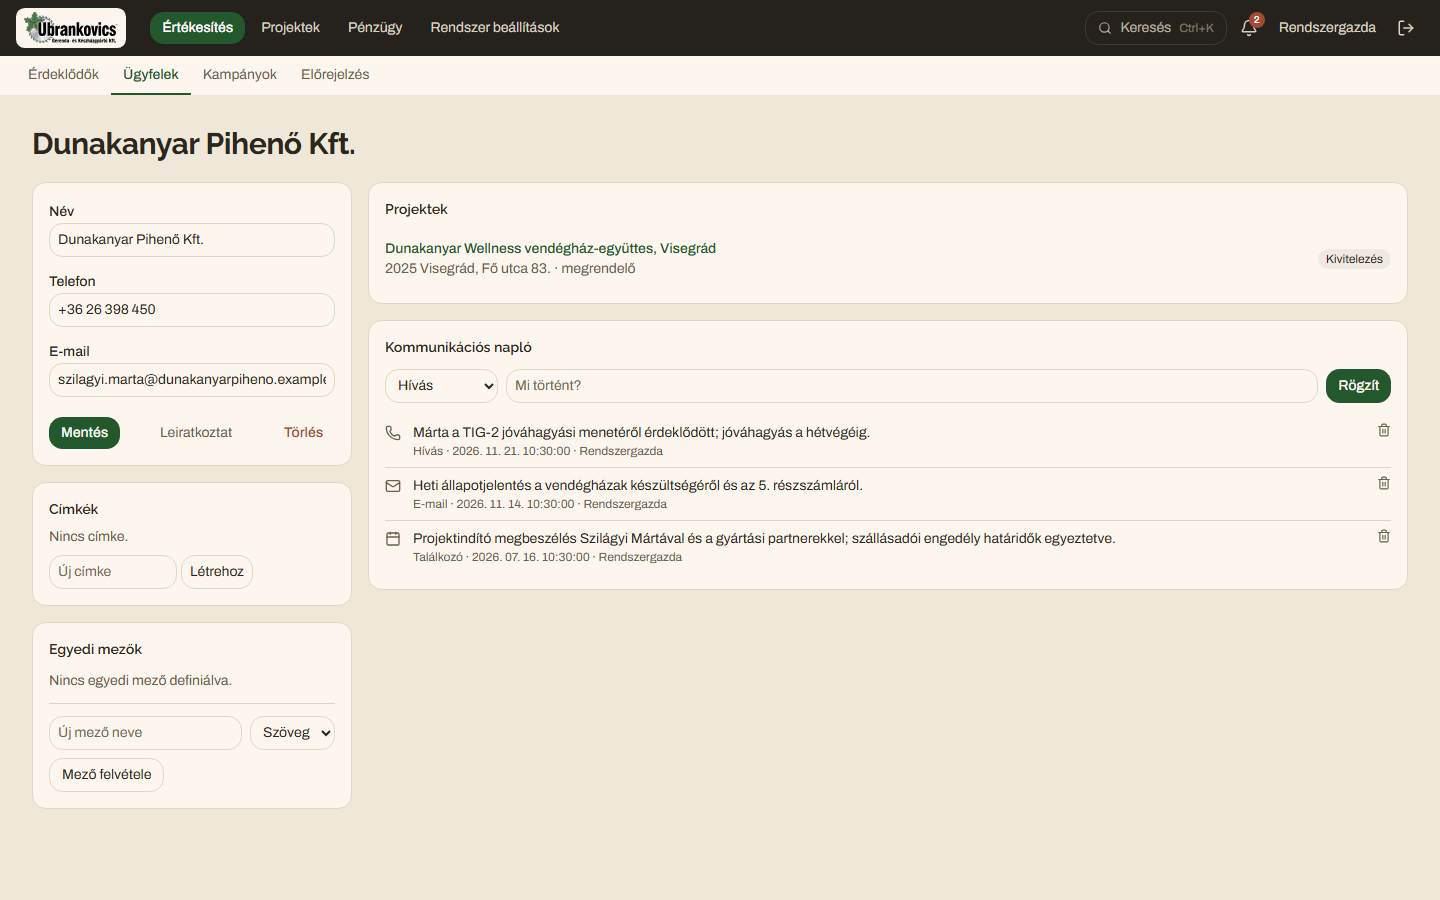 Ubrankovics
Gerenda- és Készházgyártó Kft.
Értékesítés
Projektek
Pénzügy
Rendszer beállítások
Keresés Ctrl+K
2
Rendszergazda
Érdeklődők
Ügyfelek
Kampányok
Előrejelzés
Dunakanyar Pihenő Kft.
Név
Dunakanyar Pihenő Kft.
Telefon
+36 26 398 450
E-mail
szilagyi.marta@dunakanyarpiheno.example
Mentés
Leiratkoztat
Törlés
Címkék
Nincs címke.
Új címke
Létrehoz
Egyedi mezők
Nincs egyedi mező definiálva.
Új mező neve
Szöveg
Mező felvétele
Projektek
Dunakanyar Wellness vendégház-együttes, Visegrád
2025 Visegrád, Fő utca 83. · megrendelő
Kivitelezés
Kommunikációs napló
Hívás
Mi történt?
Rögzít
Márta a TIG-2 jóváhagyási menetéről érdeklődött; jóváhagyás a hétvégéig.
Hívás · 2026. 11. 21. 10:30:00 · Rendszergazda
Heti állapotjelentés a vendégházak készültségéről és az 5. részszámláról.
E-mail · 2026. 11. 14. 10:30:00 · Rendszergazda
Projektindító megbeszélés Szilágyi Mártával és a gyártási partnerekkel; szállásadói engedély határidők egyeztetve.
Találkozó · 2026. 07. 16. 10:30:00 · Rendszergazda